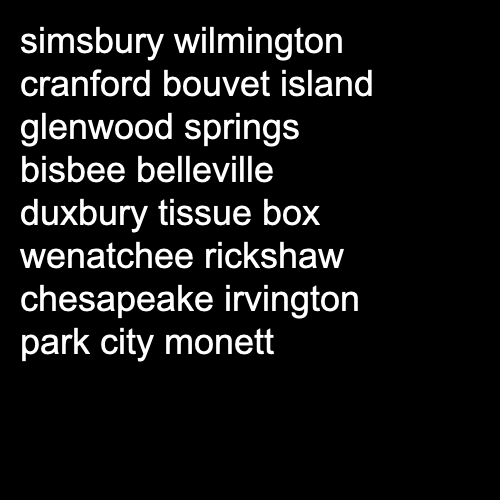 simsbury wilmington
cranford bouvet island
glenwood springs
bisbee belleville
duxbury tissue box
wenatchee rickshaw
chesapeake irvington
park city monett